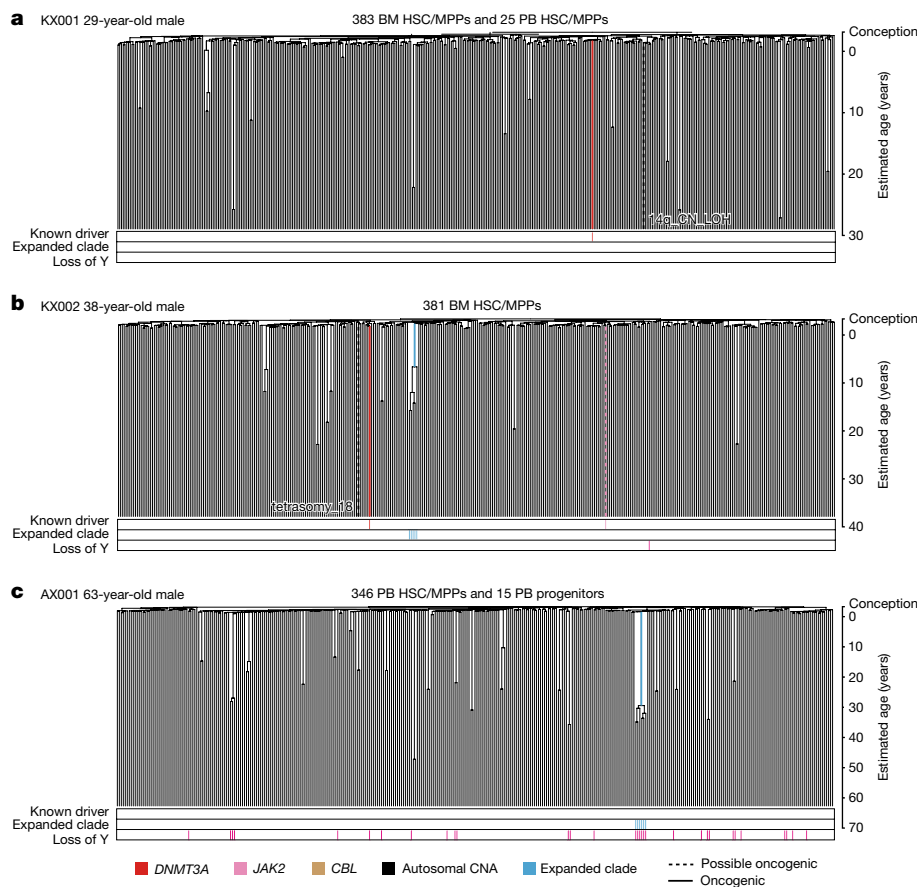 a KX001 29-year-old male 383 BM HSC/MPPs and 25 PB HSC/MPPs
Conception
0
10
20
30
Estimated age (years)
14q_CN_LOH
Known driver
Expanded clade
Loss of Y
b KX002 38-year-old male 381 BM HSC/MPPs
Conception
0
10
20
30
40
Estimated age (years)
tetrasomy_18
Known driver
Expanded clade
Loss of Y
c AX001 63-year-old male 346 PB HSC/MPPs and 15 PB progenitors
Conception
0
10
20
30
40
50
60
70
Estimated age (years)
Known driver
Expanded clade
Loss of Y
DNMT3A JAK2 CBL Autosomal CNA Expanded clade Possible oncogenic
Oncogenic